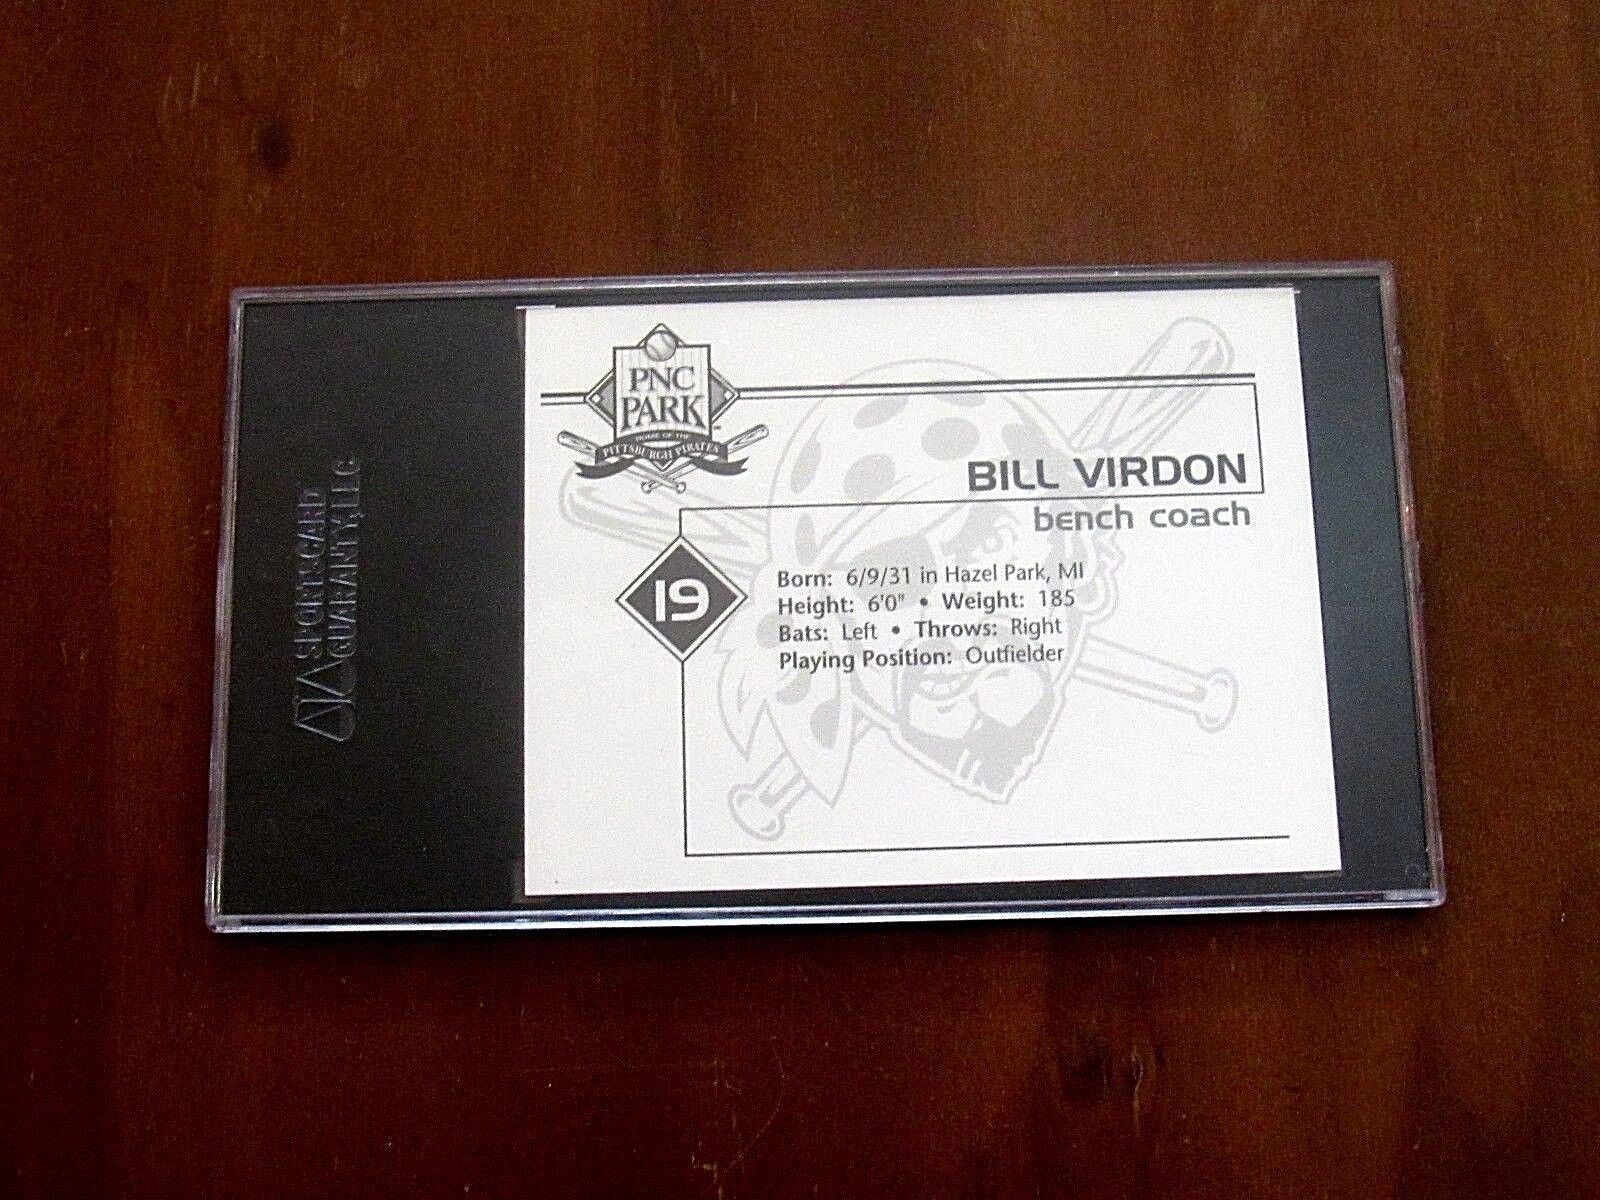 SPORTSCARD
GUARANTY, LLC
PNC
PARK
HOME OF THE
PITTSBURGH PIRATES
BILL VIRDON
bench coach
19
Born: 6/9/31 in Hazel Park, MI
Height: 6'0" • Weight: 185
Bats: Left • Throws: Right
Playing Position: Outfielder